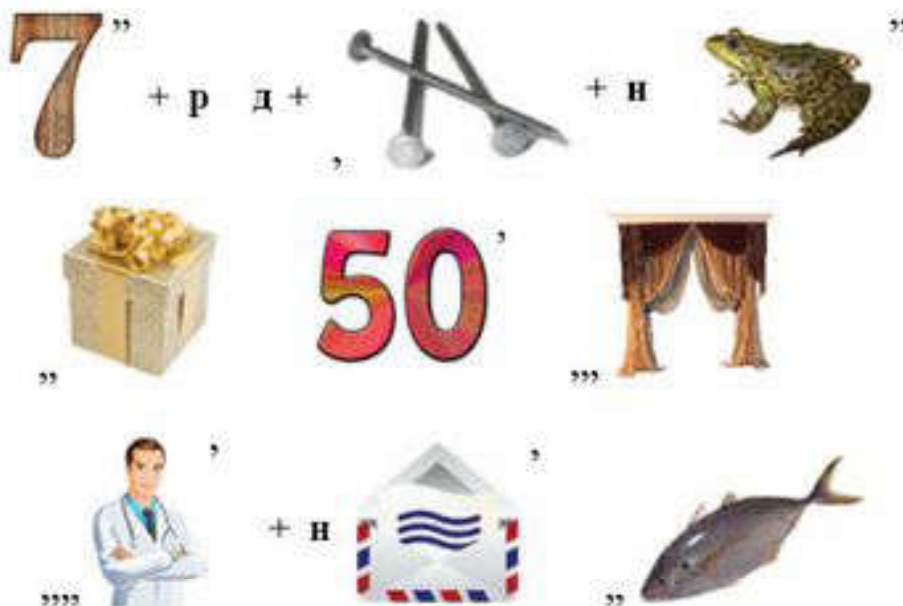 7” + р д + , + н ”
” 50’ ”’
””’ + н ’ ”